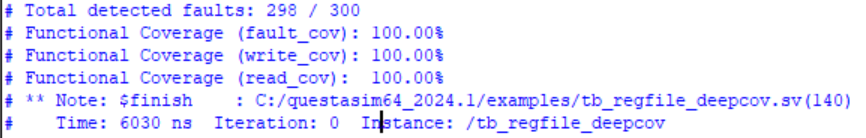 # Total detected faults: 298 / 300
# Functional Coverage (fault_cov): 100.00%
# Functional Coverage (write_cov): 100.00%
# Functional Coverage (read_cov):  100.00%
# ** Note: $finish    : C:/questasim64_2024.1/examples/tb_regfile_deepcov.sv(140)
#    Time: 6030 ns  Iteration: 0  Instance: /tb_regfile_deepcov